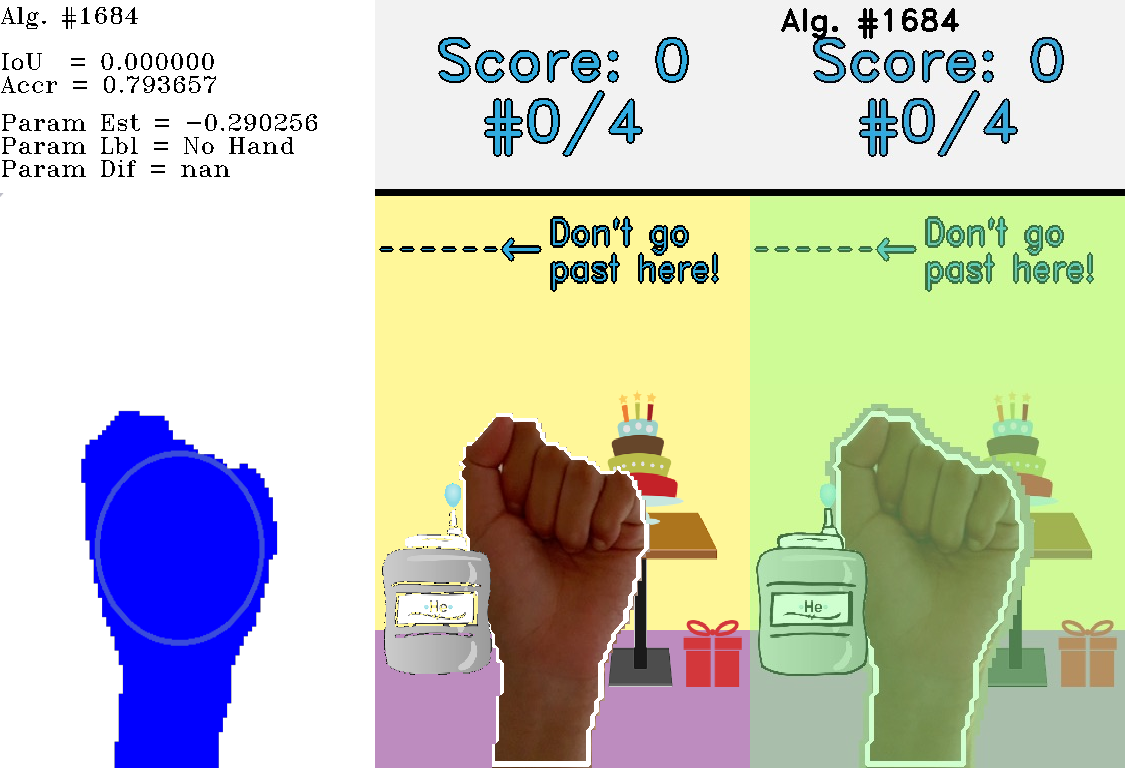 Alg. #1684
IoU = 0.000000
Accr = 0.793657
Param Est = −0.290256
Param Lbl = No Hand
Param Dif = nan
Score: 0
#0/4
Don't go
past here!
He
Alg. #1684
Score: 0
#0/4
Don't go
past here!
He